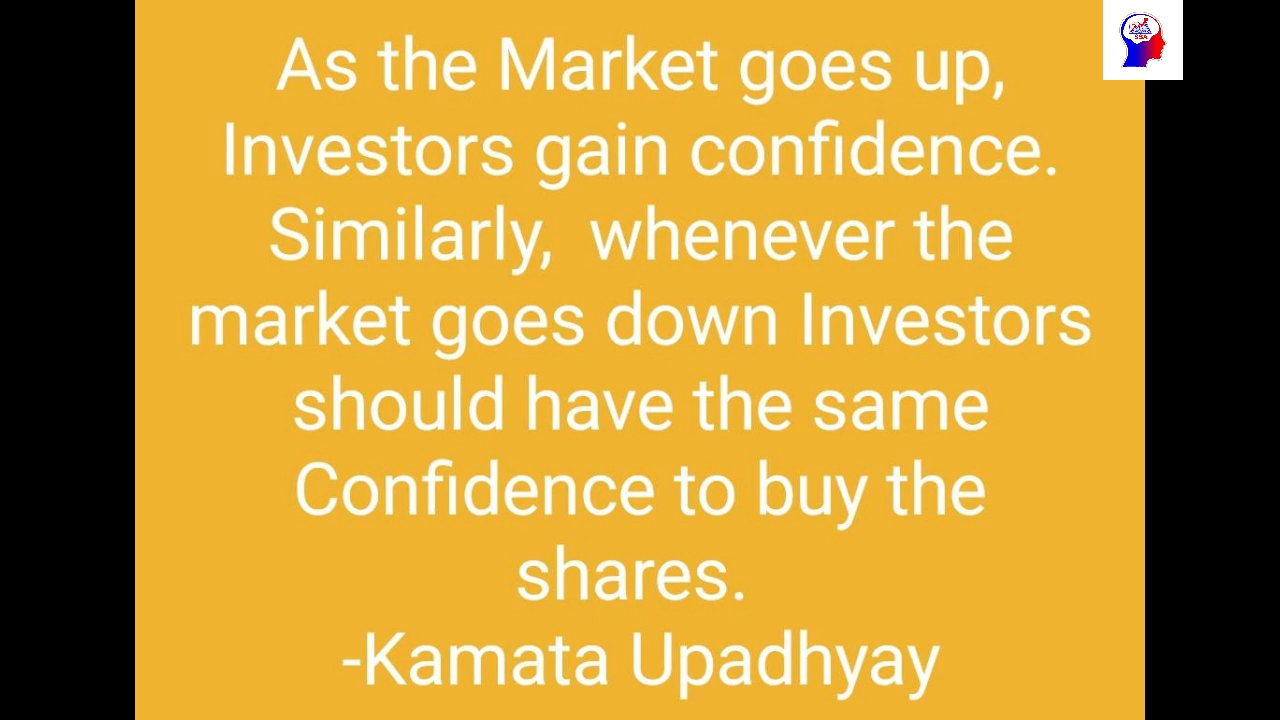 As the Market goes up,
Investors gain confidence.
Similarly,  whenever the
market goes down Investors
should have the same
Confidence to buy the
shares.
-Kamata Upadhyay
SSA